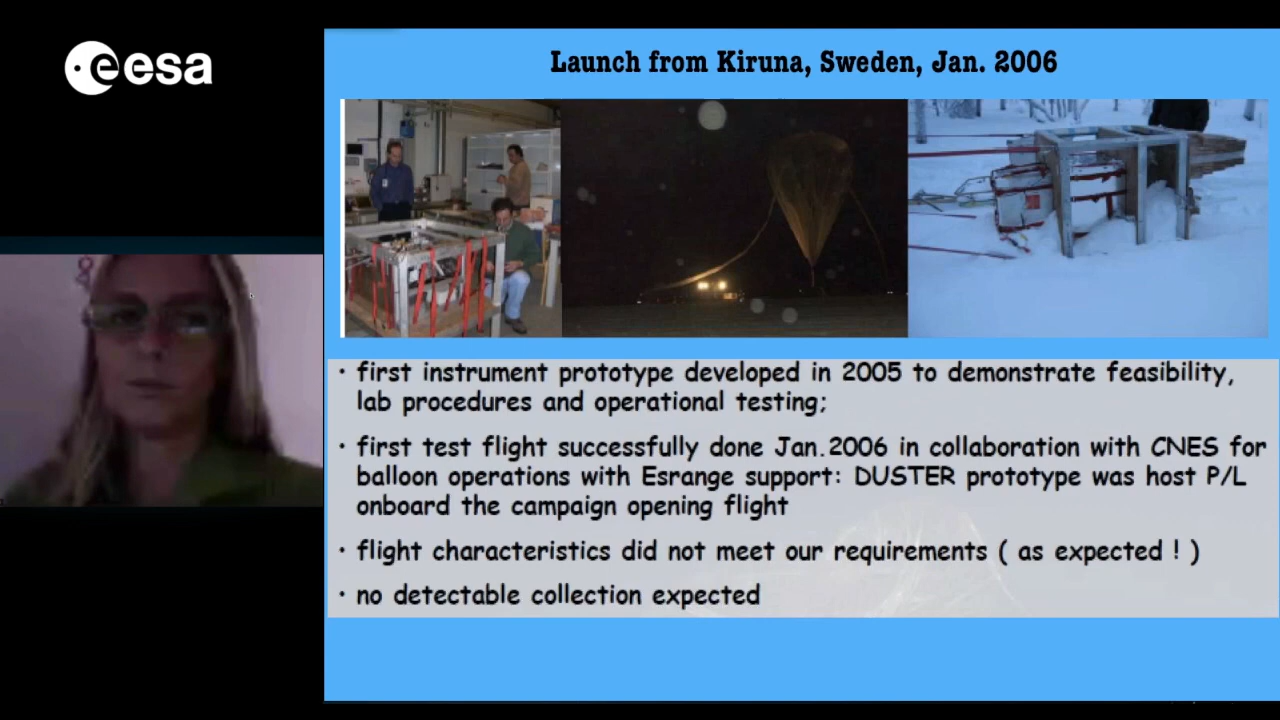 esa
Launch from Kiruna, Sweden, Jan. 2006
• first instrument prototype developed in 2005 to demonstrate feasibility,
lab procedures and operational testing;
• first test flight successfully done Jan.2006 in collaboration with CNES for
balloon operations with Esrange support: DUSTER prototype was host P/L
onboard the campaign opening flight
• flight characteristics did not meet our requirements ( as expected ! )
• no detectable collection expected